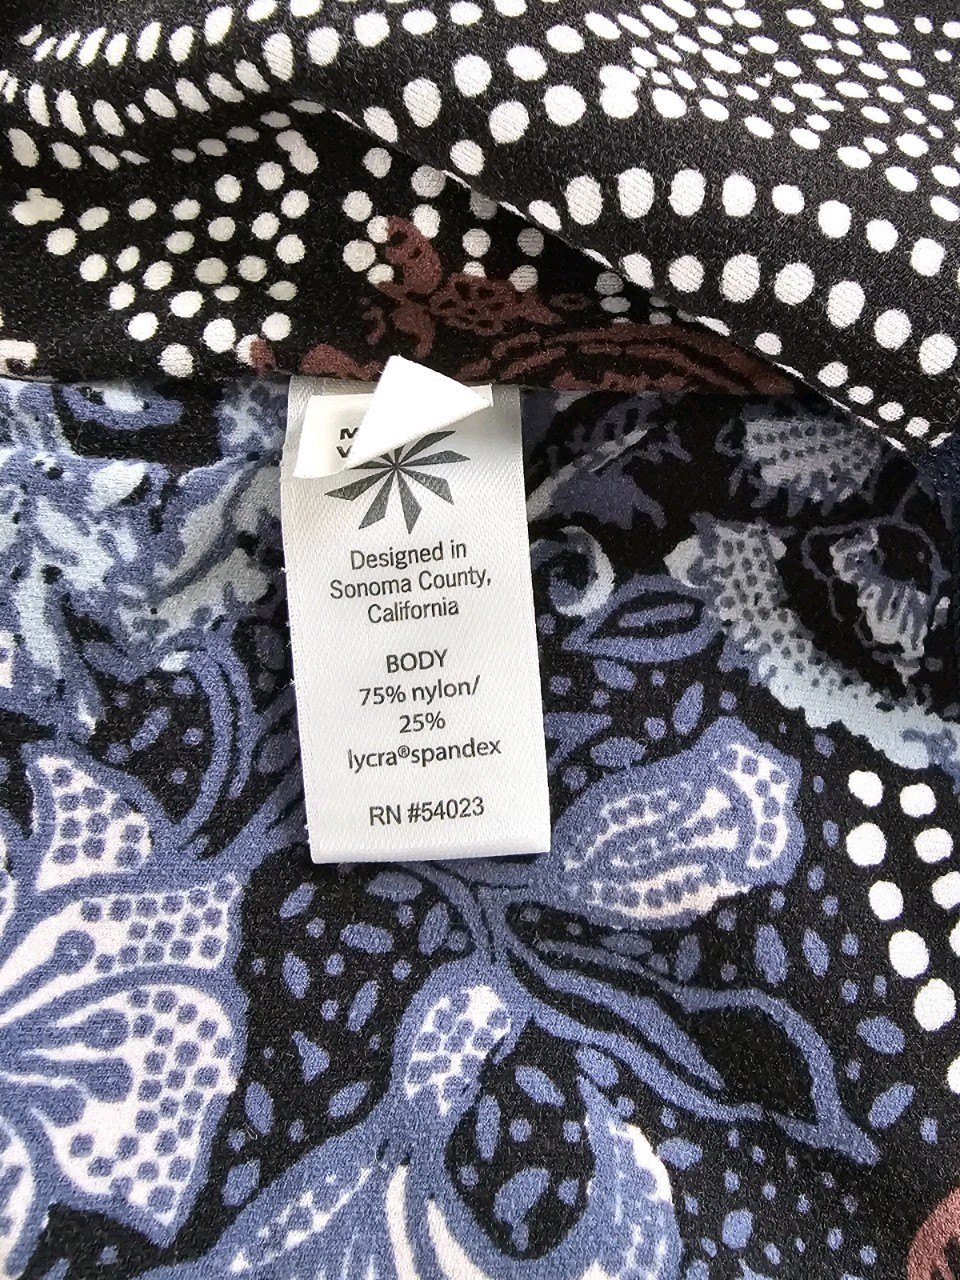 Designed in
Sonoma County,
California
BODY
75% nylon/
25%
lycra®spandex
RN #54023